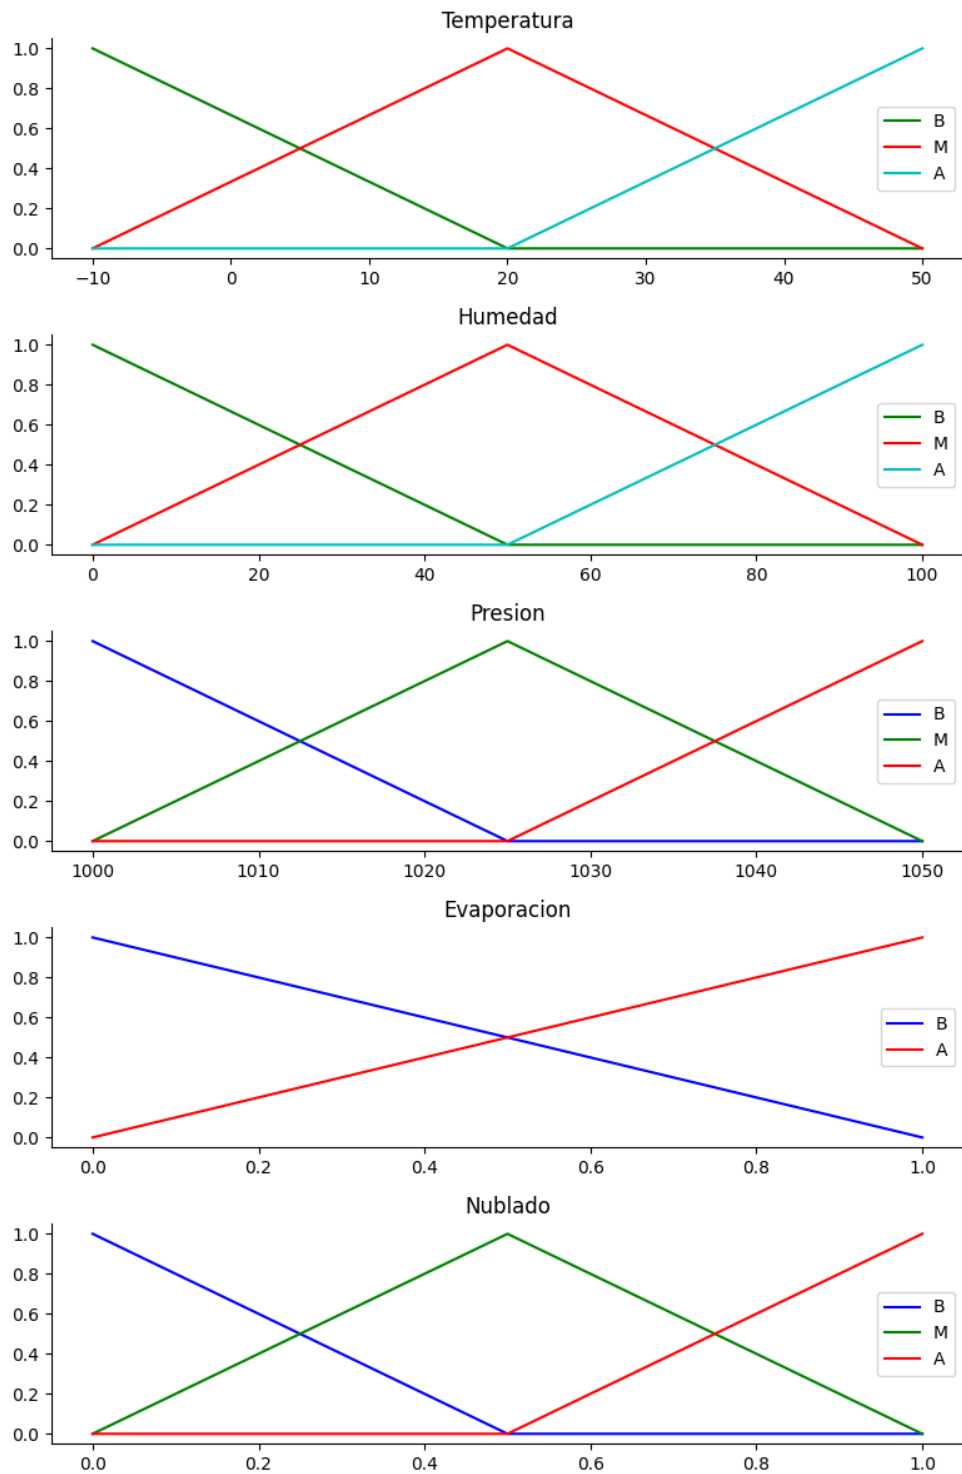 Temperatura
1.0
0.8
0.6
0.4
0.2
0.0
B
M
A
−10 0 10 20 30 40 50
Humedad
1.0
0.8
0.6
0.4
0.2
0.0
B
M
A
0 20 40 60 80 100
Presion
1.0
0.8
0.6
0.4
0.2
0.0
B
M
A
1000 1010 1020 1030 1040 1050
Evaporacion
1.0
0.8
0.6
0.4
0.2
0.0
B
A
0.0 0.2 0.4 0.6 0.8 1.0
Nublado
1.0
0.8
0.6
0.4
0.2
0.0
B
M
A
0.0 0.2 0.4 0.6 0.8 1.0